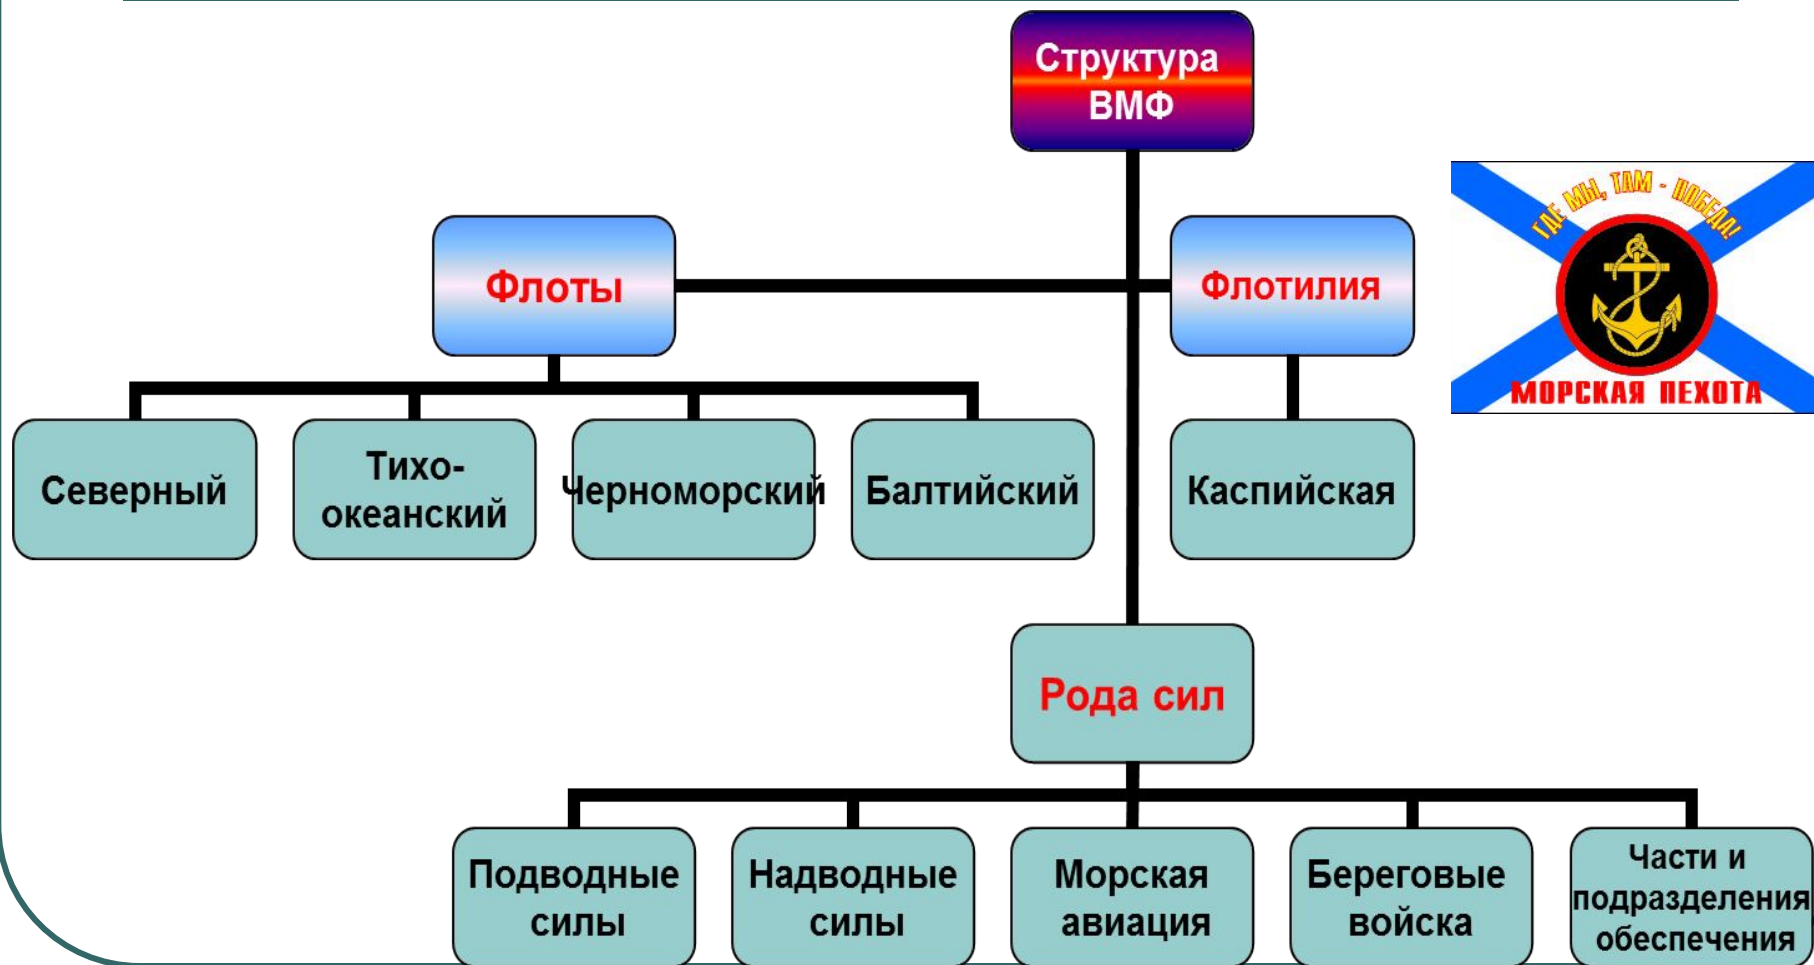 Структура
ВМФ
Флоты
Флотилия
ГДЕ МЫ, ТАМ - ПОБЕДА!
МОРСКАЯ ПЕХОТА
Северный
Тихо-
океанский
Черноморский
Балтийский
Каспийская
Рода сил
Подводные
силы
Надводные
силы
Морская
авиация
Береговые
войска
Части и
подразделения
обеспечения